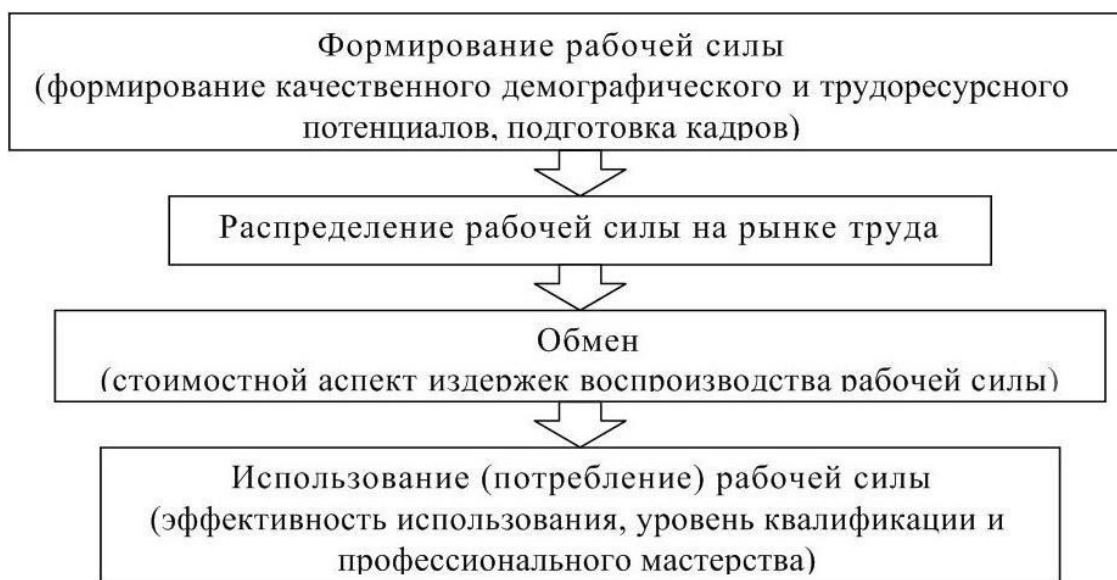 Формирование рабочей силы
(формирование качественного демографического и трудоресурсного
потенциалов, подготовка кадров)
Распределение рабочей силы на рынке труда
Обмен
(стоимостной аспект издержек воспроизводства рабочей силы)
Использование (потребление) рабочей силы
(эффективность использования, уровень квалификации и
профессионального мастерства)